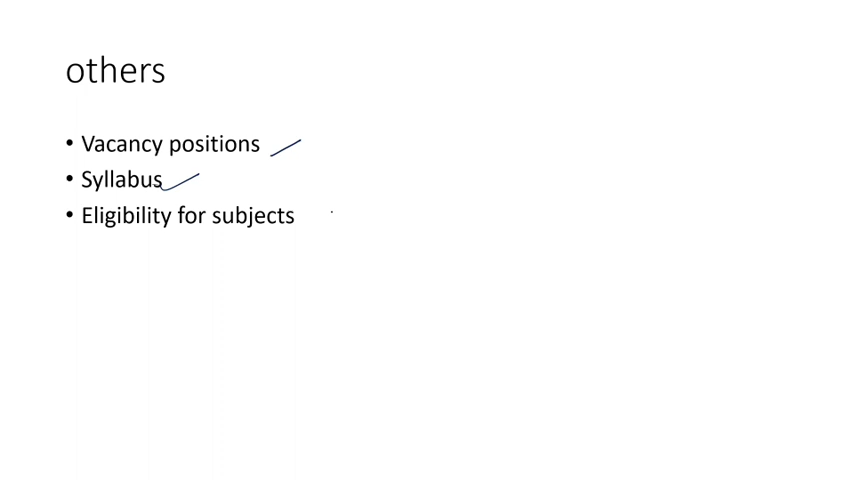 others
• Vacancy positions
• Syllabus
• Eligibility for subjects